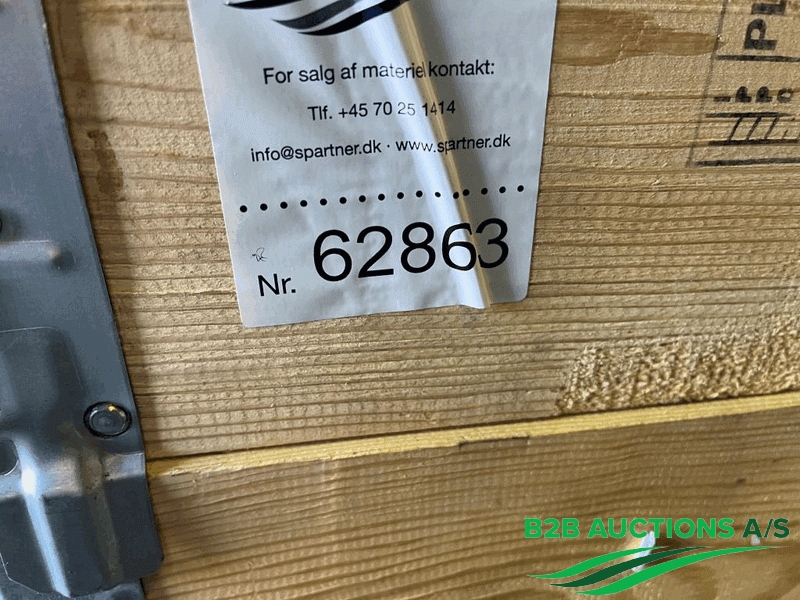 For salg af materiel kontakt:
Tlf. +45 70 25 1414
info@spartner.dk · www.spartner.dk
Nr. 62863
PL
B2B AUCTIONS A/S